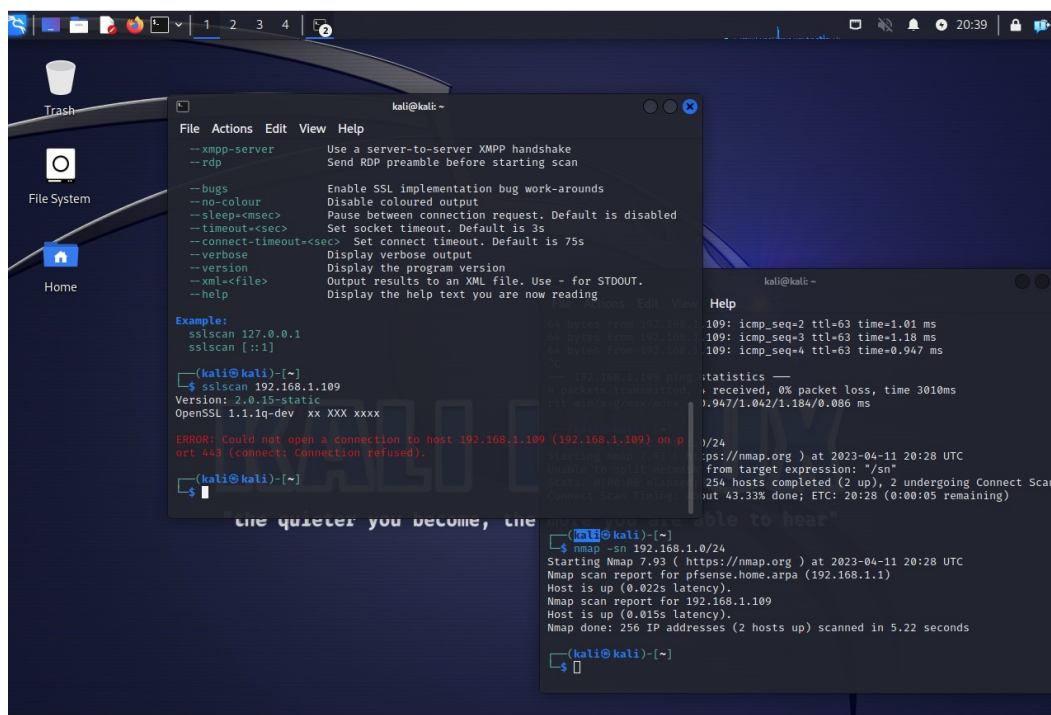 1 2 3 4
2
20:39
Trash
File System
Home
kali@kali: ~
File Actions Edit View Help
--xmpp-server Use a server-to-server XMPP handshake
--rdp Send RDP preamble before starting scan
--bugs Enable SSL implementation bug work-arounds
--no-colour Disable coloured output
--sleep=<msec> Pause between connection request. Default is disabled
--timeout=<sec> Set socket timeout. Default is 3s
--connect-timeout=<sec> Set connect timeout. Default is 75s
--verbose Display verbose output
--version Display the program version
--xml=<file> Output results to an XML file. Use - for STDOUT.
--help Display the help text you are now reading
Example:
sslscan 127.0.0.1
sslscan [::1]
┌──(kali㉿kali)-[~]
└─$ sslscan 192.168.1.109
Version: 2.0.15-static
OpenSSL 1.1.1q-dev xx XXX xxxx
ERROR: Could not open a connection to host 192.168.1.109 (192.168.1.109) on p
ort 443 (connect: Connection refused).
┌──(kali㉿kali)-[~]
└─$
"the quieter you become, the more you are able to hear"
kali@kali: ~
Edit View Help
109: icmp_seq=2 ttl=63 time=1.01 ms
109: icmp_seq=3 ttl=63 time=1.18 ms
109: icmp_seq=4 ttl=63 time=0.947 ms
statistics ——
received, 0% packet loss, time 3010ms
0.947/1.042/1.184/0.086 ms
0/24
tps://nmap.org ) at 2023-04-11 20:28 UTC
from target expression: "/sn"
254 hosts completed (2 up), 2 undergoing Connect Scan
out 43.33% done; ETC: 20:28 (0:00:05 remaining)
┌──(kali㉿kali)-[~]
└─$ nmap -sn 192.168.1.0/24
Starting Nmap 7.93 ( https://nmap.org ) at 2023-04-11 20:28 UTC
Nmap scan report for pfsense.home.arpa (192.168.1.1)
Host is up (0.022s latency).
Nmap scan report for 192.168.1.109
Host is up (0.015s latency).
Nmap done: 256 IP addresses (2 hosts up) scanned in 5.22 seconds
┌──(kali㉿kali)-[~]
└─$